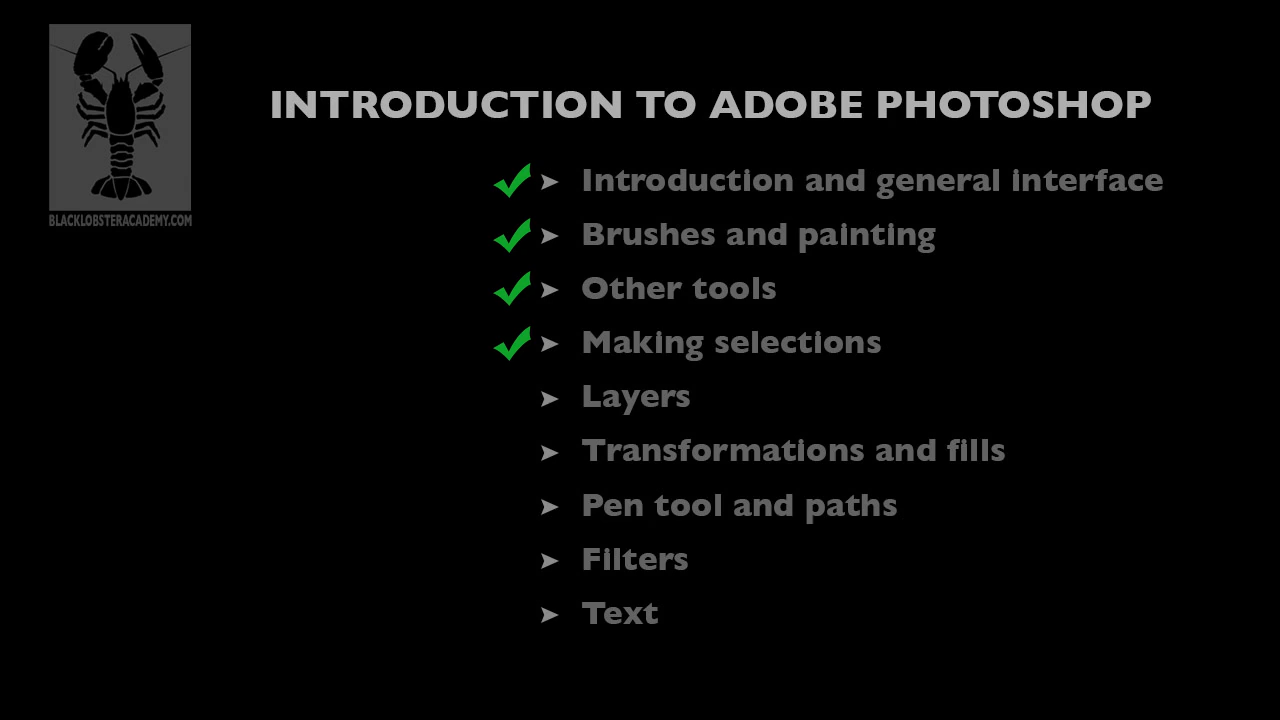 INTRODUCTION TO ADOBE PHOTOSHOP
Introduction and general interface
Brushes and painting
Other tools
Making selections
Layers
Transformations and fills
Pen tool and paths
Filters
Text
BLACKLOBSTERACADEMY.COM